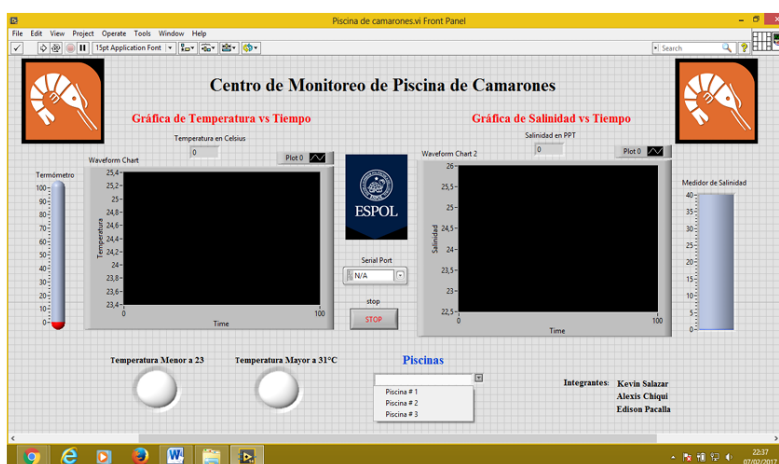 Piscina de camarones.vi Front Panel
File Edit View Project Operate Tools Window Help
15pt Application Font
Search
Centro de Monitoreo de Piscina de Camarones
Gráfica de Temperatura vs Tiempo
Gráfica de Salinidad vs Tiempo
Temperatura en Celsius
0
Salinidad en PPT
0
Waveform Chart
Plot 0
Waveform Chart 2
Plot 0
Termómetro
100
90
80
70
60
50
40
30
20
10
0
Temperatura
25,4
25,2
25
24,8
24,6
24,4
24,2
24
23,8
23,6
23,4
0
100
Time
ESPOL
Serial Port
N/A
stop
STOP
Salinidad
26
25,5
25
24,5
24
23,5
23
22,5
0
100
Time
Medidor de Salinidad
40
35
30
25
20
15
10
5
0
Temperatura Menor a 23
Temperatura Mayor a 31°C
Piscinas
Piscina # 1
Piscina # 2
Piscina # 3
Integrantes: Kevin Salazar
Alexis Chiqui
Edison Pacalla
22:37
07/02/2017